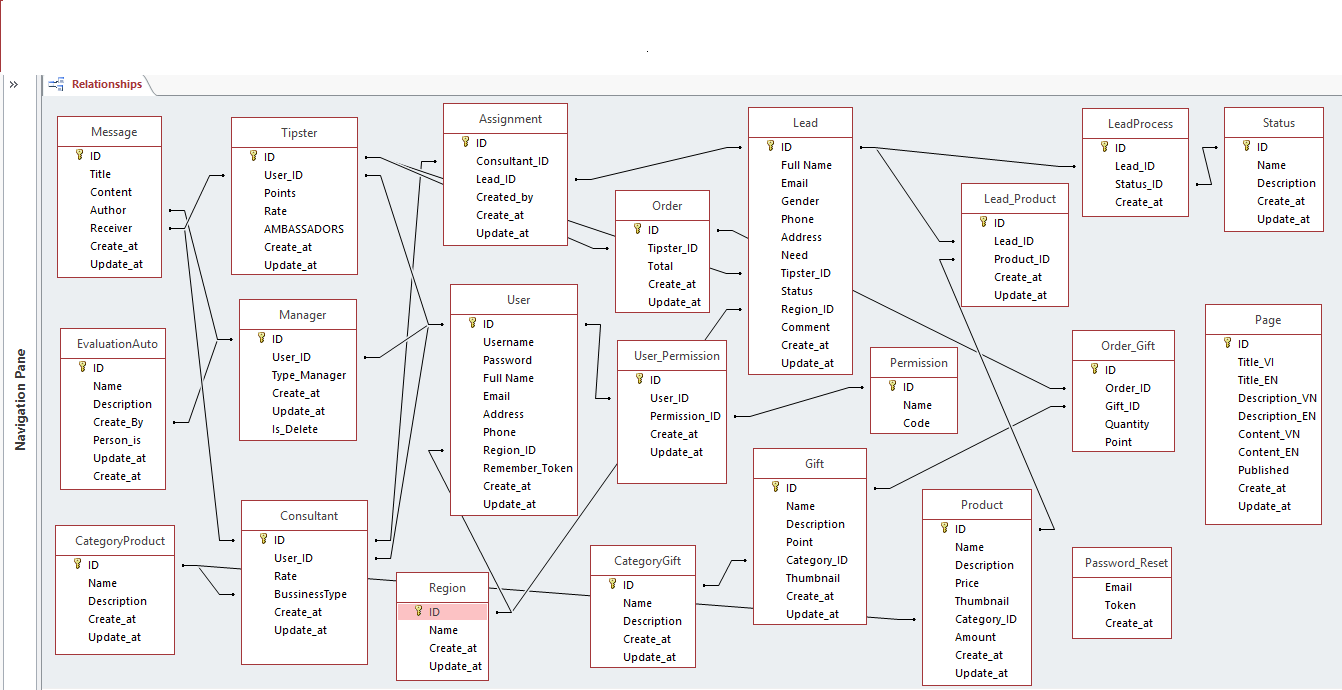 »
Relationships
Navigation Pane
Message
ID
Title
Content
Author
Receiver
Create_at
Update_at
Tipster
ID
User_ID
Points
Rate
AMBASSADORS
Create_at
Update_at
Assignment
ID
Consultant_ID
Lead_ID
Created_by
Create_at
Update_at
Order
ID
Tipster_ID
Total
Create_at
Update_at
Lead
ID
Full Name
Email
Gender
Phone
Address
Need
Tipster_ID
Status
Region_ID
Comment
Create_at
Update_at
Lead_Product
ID
Lead_ID
Product_ID
Create_at
Update_at
LeadProcess
ID
Lead_ID
Status_ID
Create_at
Status
ID
Name
Description
Create_at
Update_at
EvaluationAuto
ID
Name
Description
Create_By
Person_is
Update_at
Create_at
Manager
ID
User_ID
Type_Manager
Create_at
Update_at
Is_Delete
User
ID
Username
Password
Full Name
Email
Address
Phone
Region_ID
Remember_Token
Create_at
Update_at
User_Permission
ID
User_ID
Permission_ID
Create_at
Update_at
Permission
ID
Name
Code
Order_Gift
ID
Order_ID
Gift_ID
Quantity
Point
Page
ID
Title_VI
Title_EN
Description_VN
Description_EN
Content_VN
Content_EN
Published
Create_at
Update_at
CategoryProduct
ID
Name
Description
Create_at
Update_at
Consultant
ID
User_ID
Rate
BussinessType
Create_at
Update_at
Region
ID
Name
Create_at
Update_at
CategoryGift
ID
Name
Description
Create_at
Update_at
Gift
ID
Name
Description
Point
Category_ID
Thumbnail
Create_at
Update_at
Product
ID
Name
Description
Price
Thumbnail
Category_ID
Amount
Create_at
Update_at
Password_Reset
Email
Token
Create_at